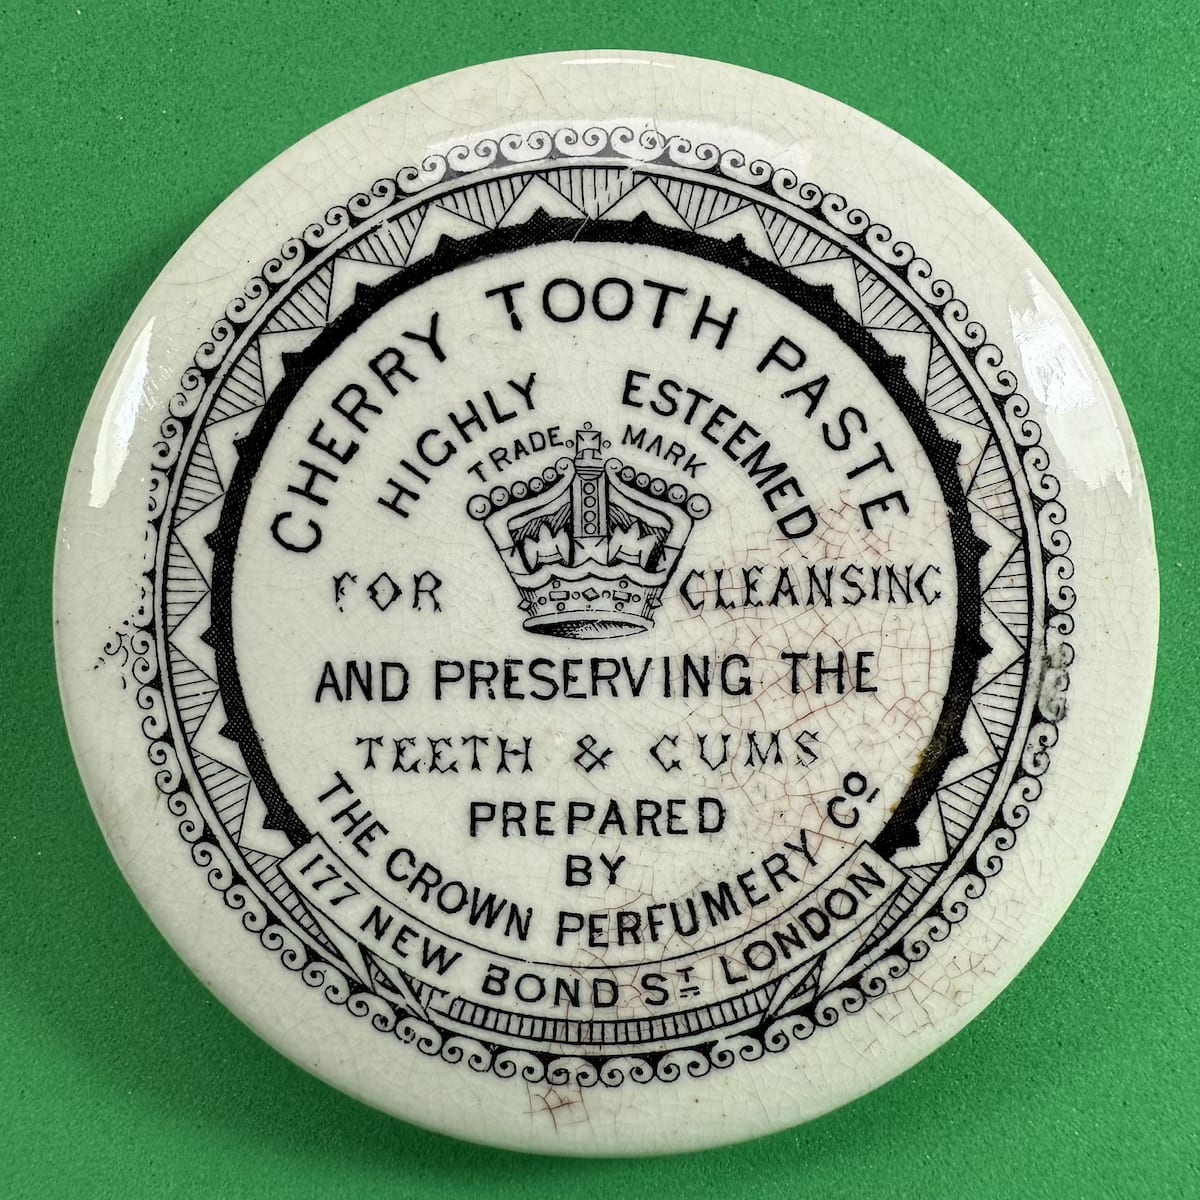 CHERRY TOOTH PASTE
HIGHLY ESTEEMED
TRADE MARK
FOR CLEANSING
AND PRESERVING THE
TEETH & GUMS
PREPARED
BY
THE CROWN PERFUMERY Cº
177 NEW BOND ST LONDON